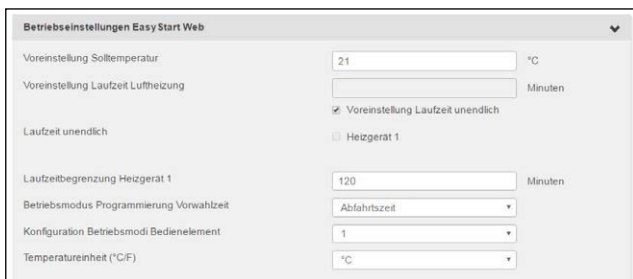 Betriebseinstellungen EasyStart Web
Voreinstellung Solltemperatur 21 °C
Voreinstellung Laufzeit Luftheizung Minuten
Voreinstellung Laufzeit unendlich
Laufzeit unendlich Heizgerät 1
Laufzeitbegrenzung Heizgerät 1 120 Minuten
Betriebsmodus Programmierung Vorwahlzeit Abfahrtszeit
Konfiguration Betriebsmodi Bedienelement 1
Temperatureinheit (°C/F) °C